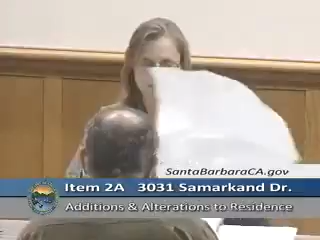 SantaBarbaraCA.gov
Item 2A 3031 Samarkand Dr.
Additions & Alterations to Residence